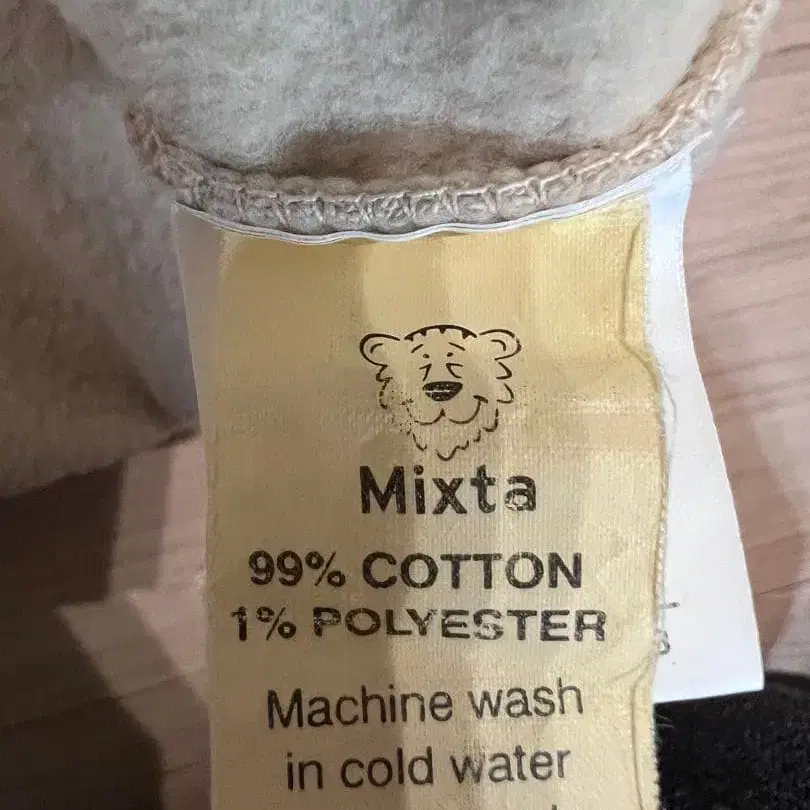 Mixta
99% COTTON
1% POLYESTER
Machine wash
in cold water